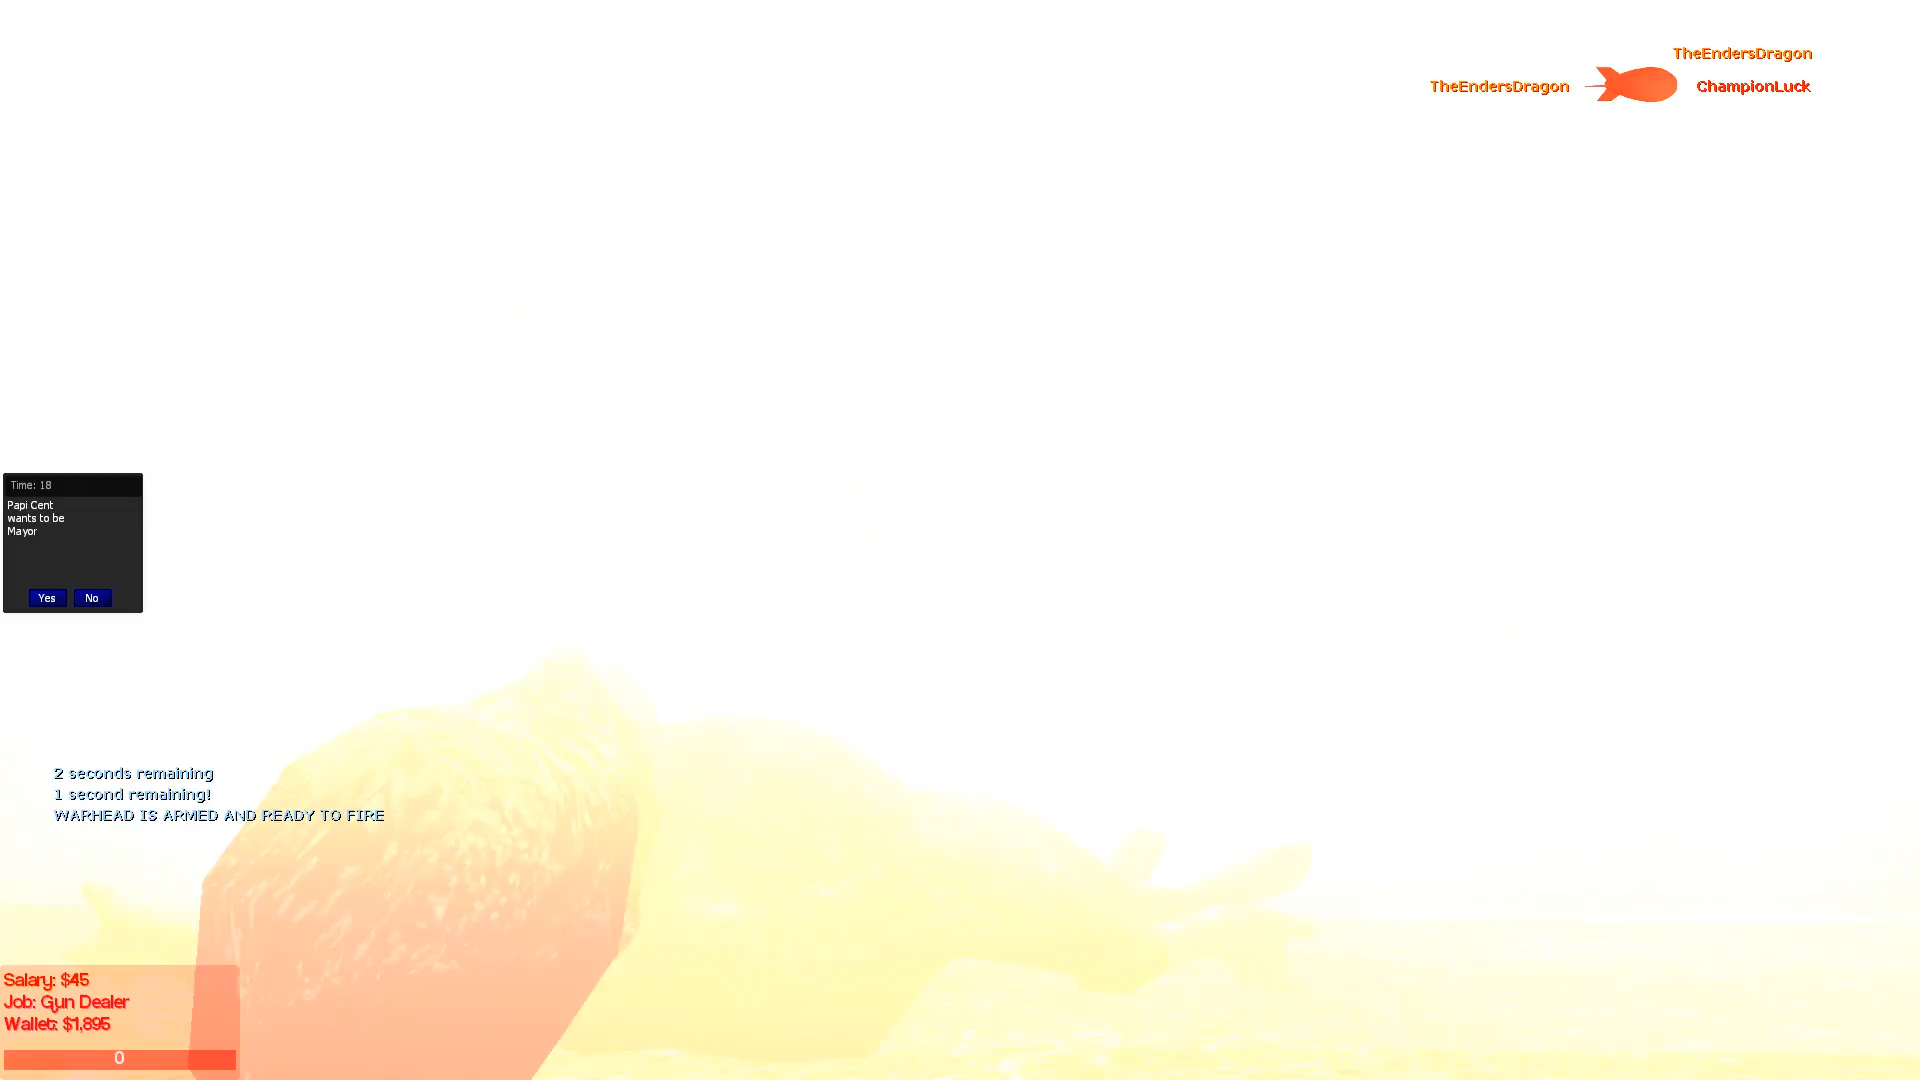 TheEndersDragon
TheEndersDragon ChampionLuck
Time: 18
Papi Cent
wants to be
Mayor
Yes No
2 seconds remaining
1 second remaining!
WARHEAD IS ARMED AND READY TO FIRE
Salary: $45
Job: Gun Dealer
Wallet: $1,895
0